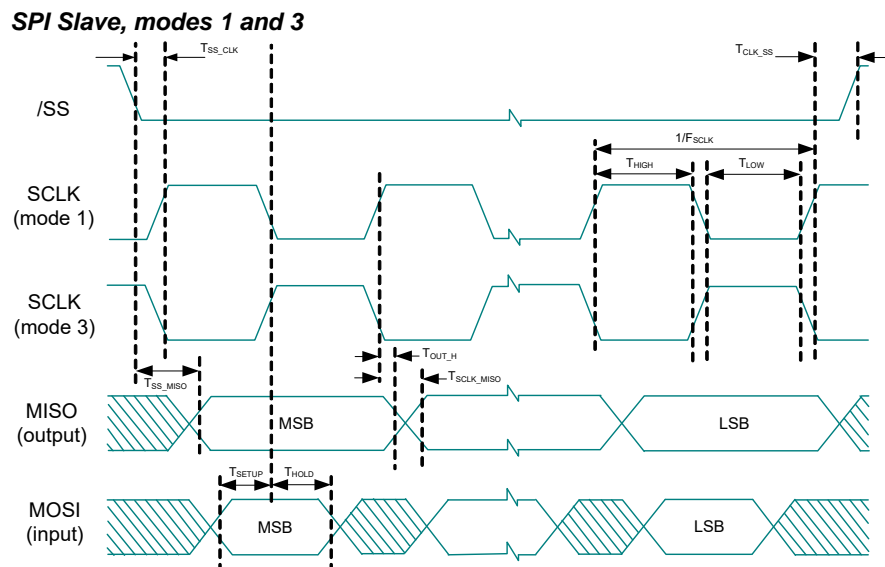 SPI Slave, modes 1 and 3
TSS_CLK
TCLK_SS
/SS
1/FSCLK
THIGH
TLOW
SCLK
(mode 1)
SCLK
(mode 3)
TOUT_H
TSS_MISO
TSCLK_MISO
MISO
(output)
MSB
LSB
TSETUP
THOLD
MOSI
(input)
MSB
LSB